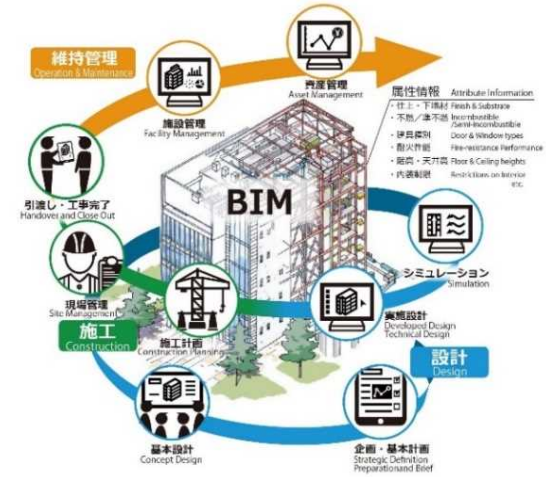 維持管理
Operation & Maintenance
施設管理
Facility Management
資産管理
Asset Management
属性情報 Attribute Information
・仕上・下地材 Finish & Substrate
・不燃／準不燃 Incombustible
/Semi-incombustible
・建具種別 Door & Window types
・耐火性能 Fire-resistance Performance
・階高・天井高 Floor & Ceiling heights
・内装制限 Restrictions on Interior
etc.
BIM
引渡し・工事完了
Handover and Close Out
シミュレーション
Simulation
現場管理
Site Management
施工
Construction
施工計画
Construction Planning
実施設計
Developed Design
Technical Design
設計
Design
基本設計
Concept Design
企画・基本計画
Strategic Definition
Preparationand Brief